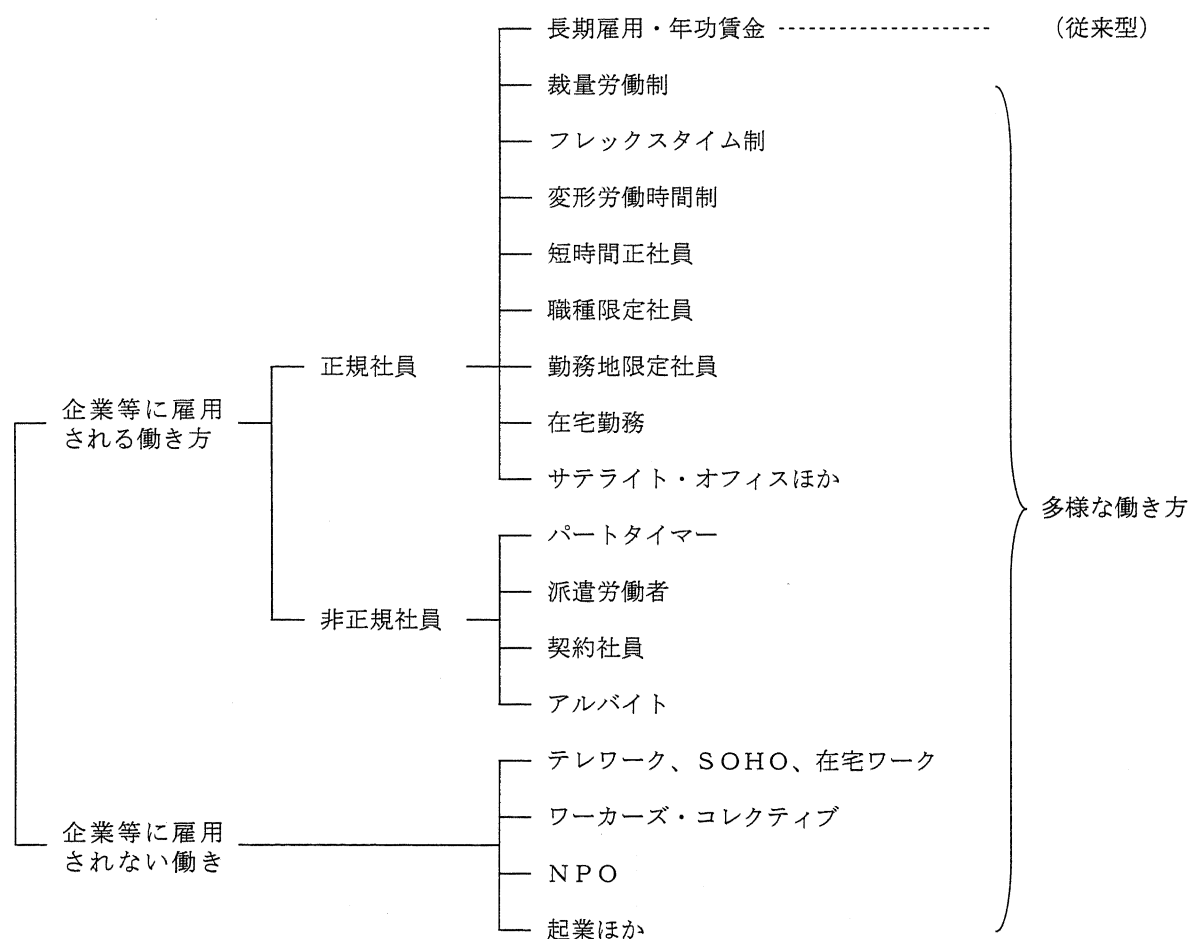 長期雇用・年功賃金 (従来型)
裁量労働制
フレックスタイム制
変形労働時間制
短時間正社員
職種限定社員
正規社員 勤務地限定社員
企業等に雇用
される働き方
在宅勤務
サテライト・オフィスほか
多様な働き方
パートタイマー
派遣労働者
非正規社員
契約社員
アルバイト
テレワーク、ＳＯＨＯ、在宅ワーク
ワーカーズ・コレクティブ
企業等に雇用
されない働き
ＮＰＯ
起業ほか